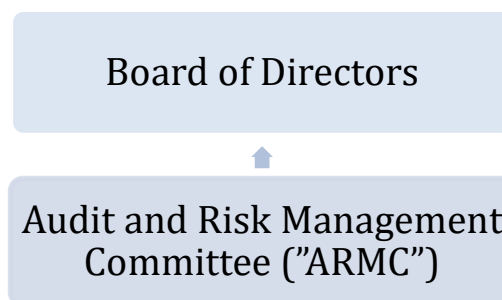 Board of Directors
Audit and Risk Management
Committee (”ARMC”)